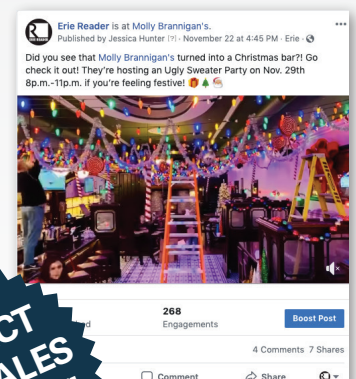 Erie Reader is at Molly Brannigan's.
Published by Jessica Hunter [?] · November 22 at 4:45 PM · Erie ·
Did you see that Molly Brannigan's turned into a Christmas bar?! Go
check it out! They're hosting an Ugly Sweater Party on Nov. 29th
8p.m.-11p.m. if you're feeling festive! 🎁🎄🎅
268
Engagements
Boost Post
4 Comments 7 Shares
Comment
Share